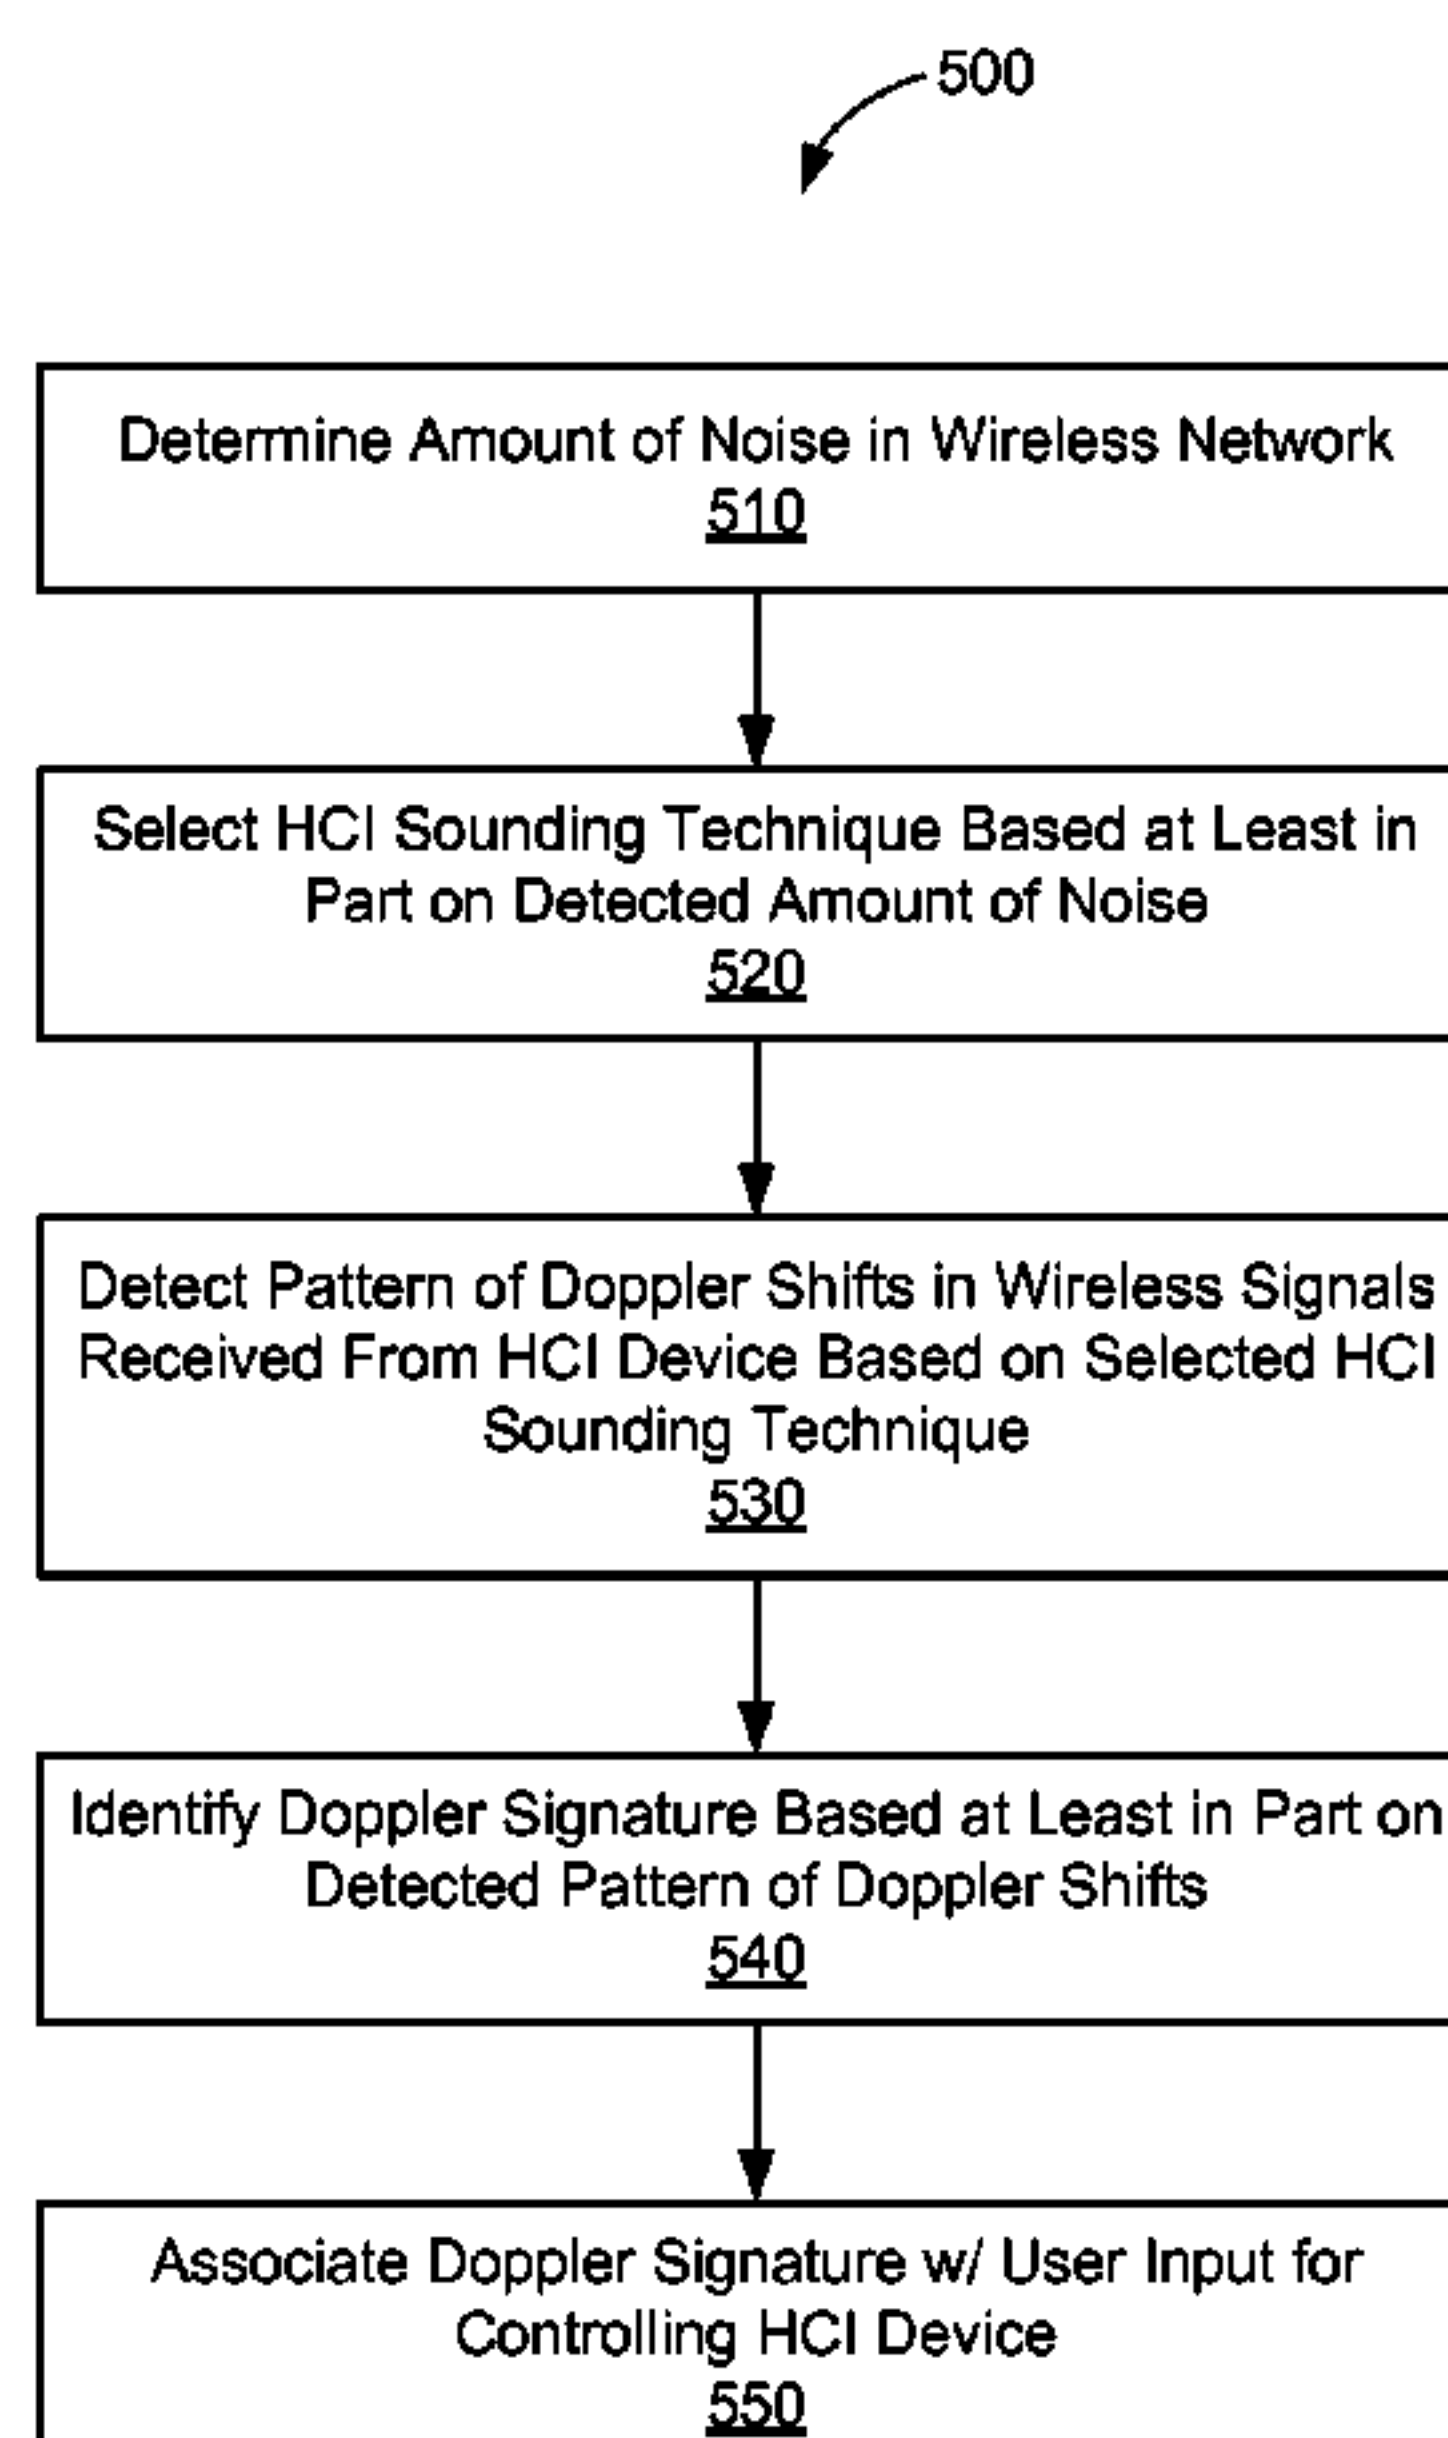 500
Determine Amount of Noise in Wireless Network
510
Select HCI Sounding Technique Based at Least in
Part on Detected Amount of Noise
520
Detect Pattern of Doppler Shifts in Wireless Signals
Received From HCI Device Based on Selected HCI
Sounding Technique
530
Identify Doppler Signature Based at Least in Part on
Detected Pattern of Doppler Shifts
540
Associate Doppler Signature w/ User Input for
Controlling HCI Device
550